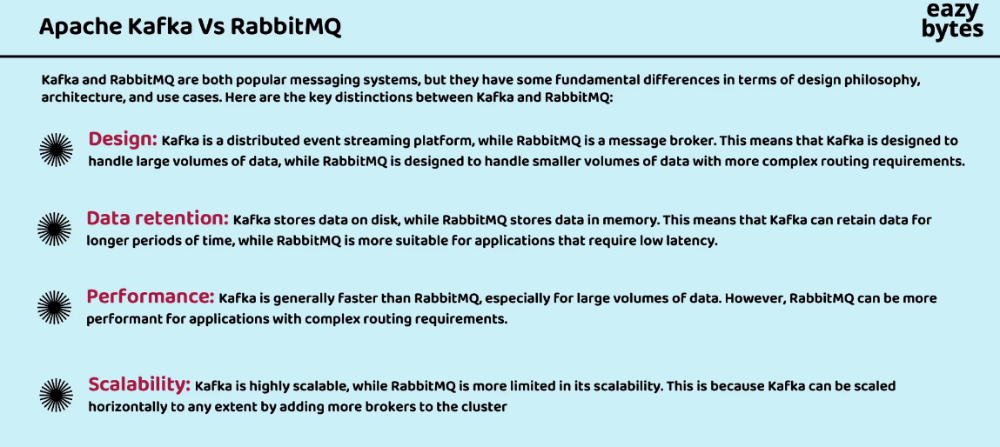 Apache Kafka Vs RabbitMQ
eazy
bytes
Kafka and RabbitMQ are both popular messaging systems, but they have some fundamental differences in terms of design philosophy,
architecture, and use cases. Here are the key distinctions between Kafka and RabbitMQ:
Design: Kafka is a distributed event streaming platform, while RabbitMQ is a message broker. This means that Kafka is designed to
handle large volumes of data, while RabbitMQ is designed to handle smaller volumes of data with more complex routing requirements.
Data retention: Kafka stores data on disk, while RabbitMQ stores data in memory. This means that Kafka can retain data for
longer periods of time, while RabbitMQ is more suitable for applications that require low latency.
Performance: Kafka is generally faster than RabbitMQ, especially for large volumes of data. However, RabbitMQ can be more
performant for applications with complex routing requirements.
Scalability: Kafka is highly scalable, while RabbitMQ is more limited in its scalability. This is because Kafka can be scaled
horizontally to any extent by adding more brokers to the cluster